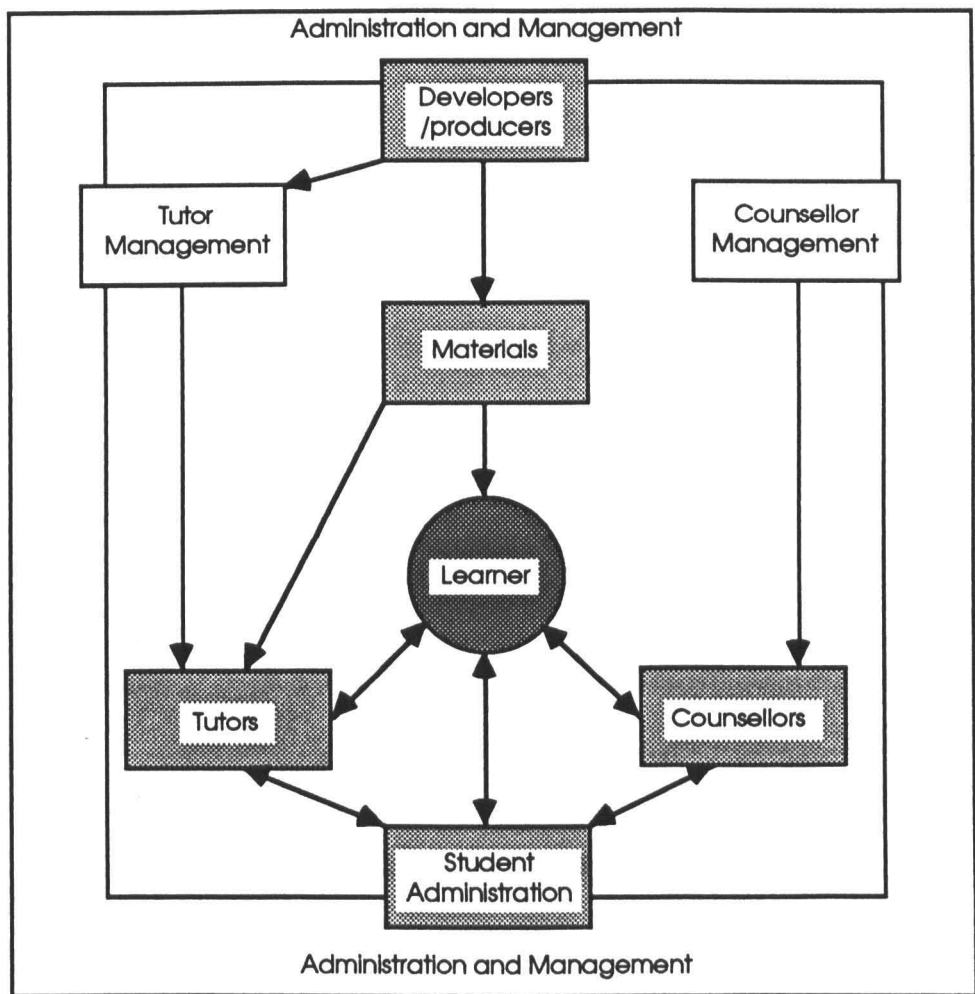 Administration and Management
Developers
/producers
Tutor
Management
Counsellor
Management
Materials
Learner
Tutors
Counsellors
Student
Administration
Administration and Management